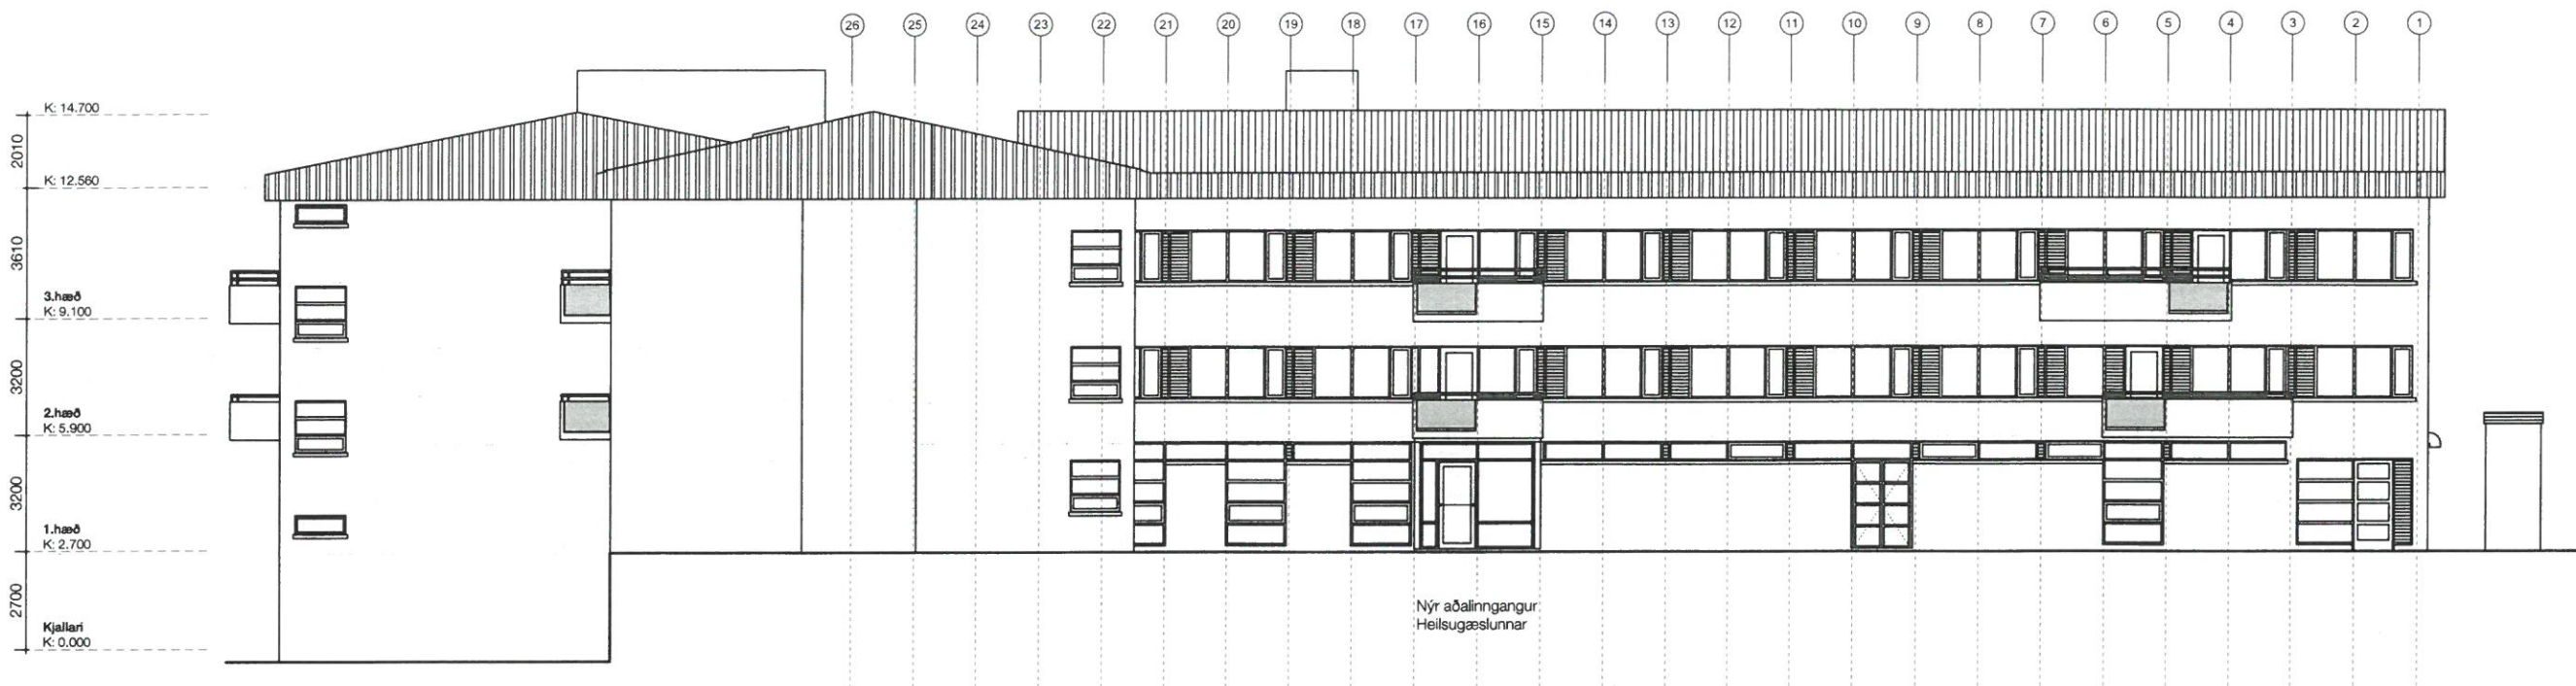 26 25 24 23 22 21 20 19 18 17 16 15 14 13 12 11 10 9 8 7 6 5 4 3 2 1
K: 14.700
2010
K: 12.560
3610
3.hæð
K: 9.100
3200
2.hæð
K: 5.900
3200
1.hæð
K: 2.700
2700
Kjallari
K: 0.000
Nýr aðalinngangur
Heilsugæslunnar